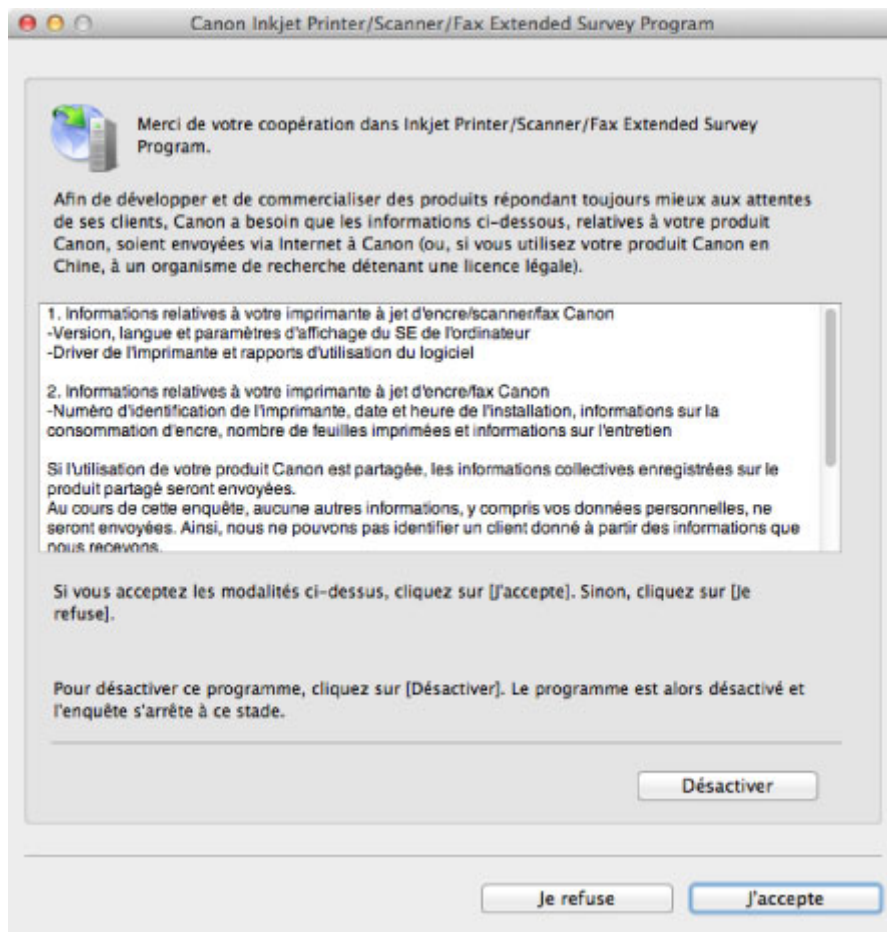 Canon Inkjet Printer/Scanner/Fax Extended Survey Program
Merci de votre coopération dans Inkjet Printer/Scanner/Fax Extended Survey
Program.
Afin de développer et de commercialiser des produits répondant toujours mieux aux attentes
de ses clients, Canon a besoin que les informations ci-dessous, relatives à votre produit
Canon, soient envoyées via Internet à Canon (ou, si vous utilisez votre produit Canon en
Chine, à un organisme de recherche détenant une licence légale).
1. Informations relatives à votre imprimante à jet d'encre/scanner/fax Canon
-Version, langue et paramètres d'affichage du SE de l'ordinateur
-Driver de l'imprimante et rapports d'utilisation du logiciel
2. Informations relatives à votre imprimante à jet d'encre/fax Canon
-Numéro d'identification de l'imprimante, date et heure de l'installation, informations sur la
consommation d'encre, nombre de feuilles imprimées et informations sur l'entretien
Si l'utilisation de votre produit Canon est partagée, les informations collectives enregistrées sur le
produit partagé seront envoyées.
Au cours de cette enquête, aucune autres informations, y compris vos données personnelles, ne
seront envoyées. Ainsi, nous ne pouvons pas identifier un client donné à partir des informations que
nous recevons.
Si vous acceptez les modalités ci-dessus, cliquez sur [J'accepte]. Sinon, cliquez sur [Je
refuse].
Pour désactiver ce programme, cliquez sur [Désactiver]. Le programme est alors désactivé et
l'enquête s'arrête à ce stade.
Désactiver
Je refuse
J'accepte